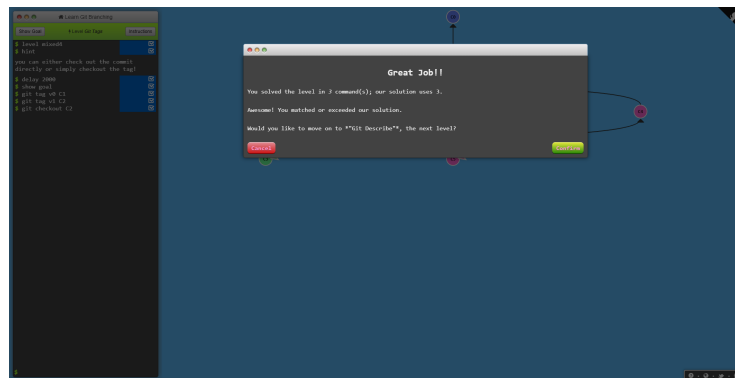 Learn Git Branching
Show Goal
Level Git Tags
Instructions
$ level mixed4
$ hint
you can either check out the commit
directly or simply checkout the tag!
$ delay 2000
$ show goal
$ git tag v0 C1
$ git tag v1 C2
$ git checkout C2
$
Great Job!!
You solved the level in 3 command(s); our solution uses 3.
Awesome! You matched or exceeded our solution.
Would you like to move on to *"Git Describe"*, the next level?
Cancel